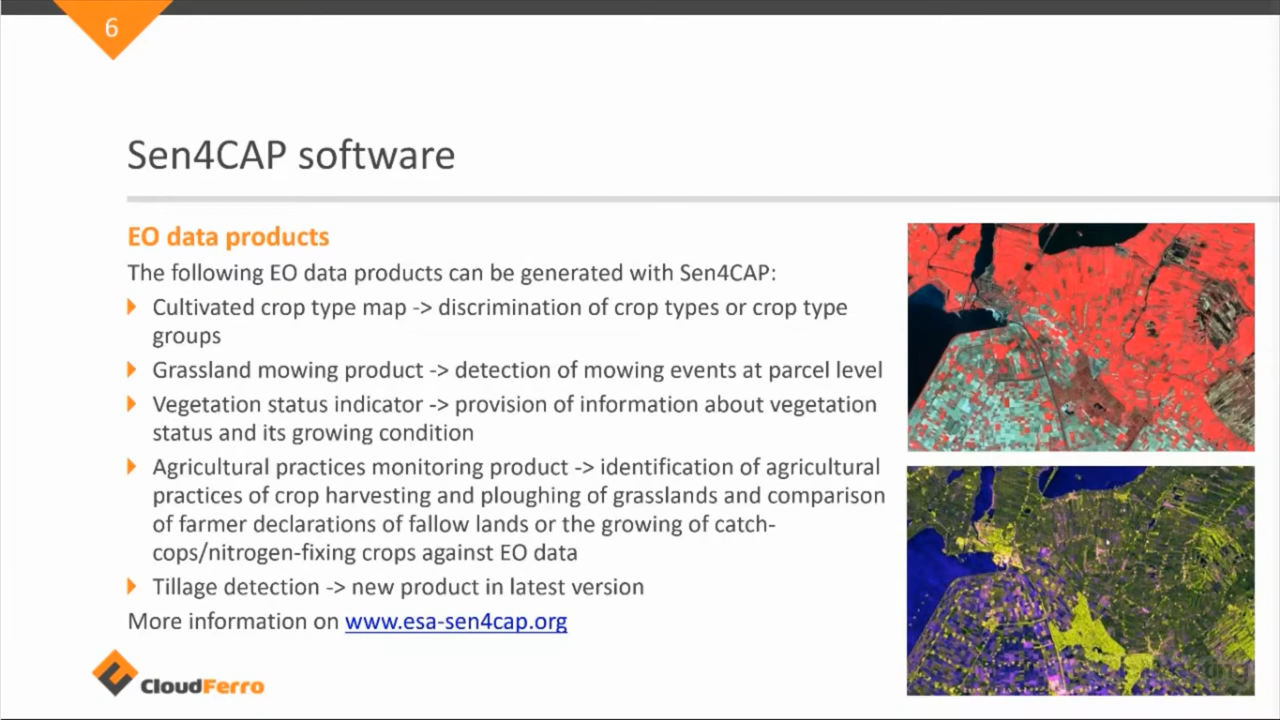 6
Sen4CAP software
EO data products
The following EO data products can be generated with Sen4CAP:
Cultivated crop type map -> discrimination of crop types or crop type
groups
Grassland mowing product -> detection of mowing events at parcel level
Vegetation status indicator -> provision of information about vegetation
status and its growing condition
Agricultural practices monitoring product -> identification of agricultural
practices of crop harvesting and ploughing of grasslands and comparison
of farmer declarations of fallow lands or the growing of catch-
cops/nitrogen-fixing crops against EO data
Tillage detection -> new product in latest version
More information on www.esa-sen4cap.org
CloudFerro